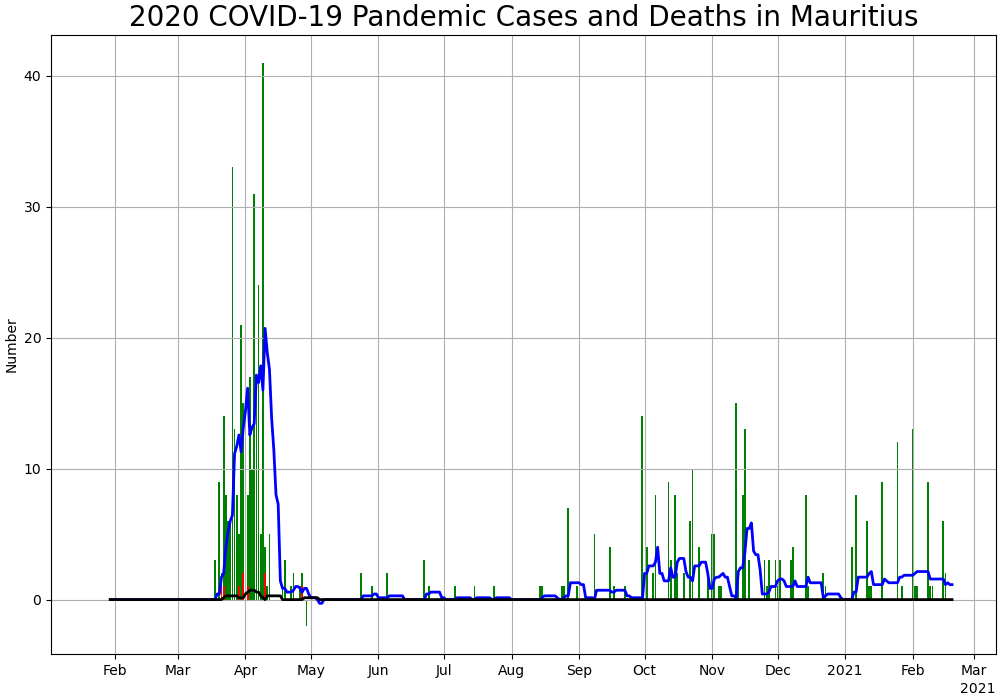 2020 COVID-19 Pandemic Cases and Deaths in Mauritius
Number
40
30
20
10
0
Feb Mar Apr May Jun Jul Aug Sep Oct Nov Dec 2021 Feb Mar
2021